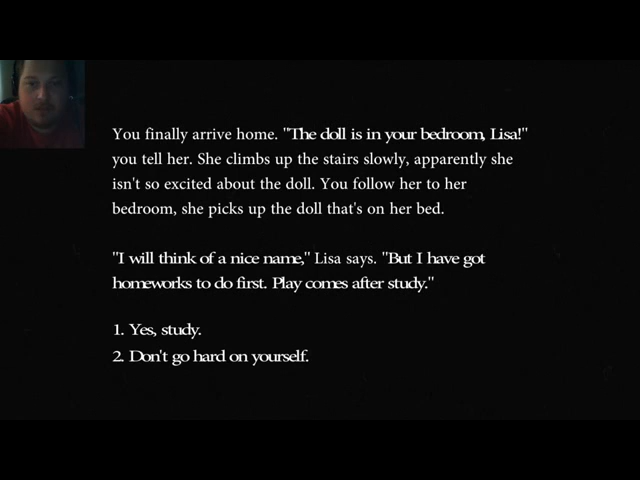 You finally arrive home. "The doll is in your bedroom, Lisa!"
you tell her. She climbs up the stairs slowly, apparently she
isn't so excited about the doll. You follow her to her
bedroom, she picks up the doll that's on her bed.
"I will think of a nice name," Lisa says. "But I have got
homeworks to do first. Play comes after study."
1. Yes, study.
2. Don't go hard on yourself.